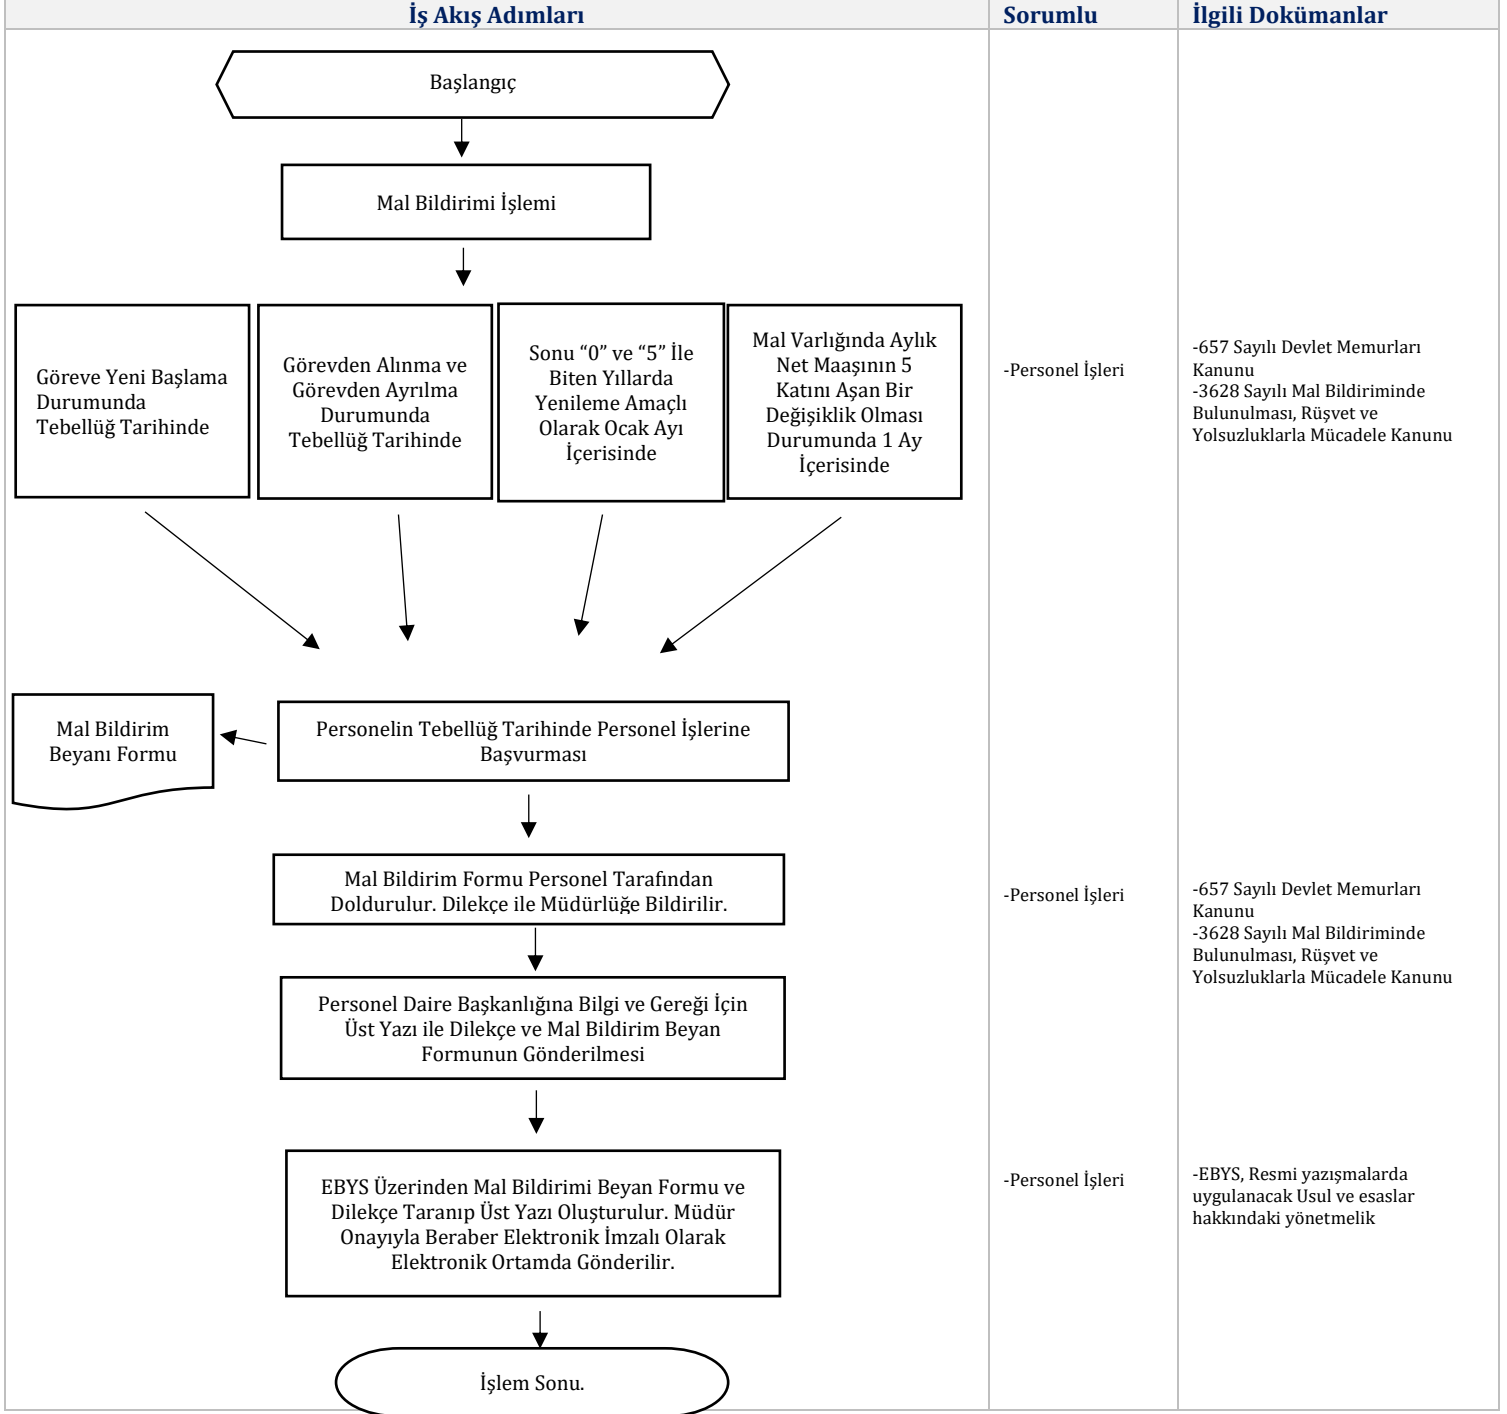 İş Akış Adımları
Sorumlu
İlgili Dokümanlar
Başlangıç
Mal Bildirimi İşlemi
Göreve Yeni Başlama
Durumunda
Tebellüğ Tarihinde
Görevden Alınma ve
Görevden Ayrılma
Durumunda
Tebellüğ Tarihinde
Sonu “0” ve “5” İle
Biten Yıllarda
Yenileme Amaçlı
Olarak Ocak Ayı
İçerisinde
Mal Varlığında Aylık
Net Maaşının 5
Katını Aşan Bir
Değişiklik Olması
Durumunda 1 Ay
İçerisinde
-Personel İşleri
-657 Sayılı Devlet Memurları
Kanunu
-3628 Sayılı Mal Bildiriminde
Bulunulması, Rüşvet ve
Yolsuzluklarla Mücadele Kanunu
Mal Bildirim
Beyanı Formu
Personelin Tebellüğ Tarihinde Personel İşlerine
Başvurması
Mal Bildirim Formu Personel Tarafından
Doldurulur. Dilekçe ile Müdürlüğe Bildirilir.
-Personel İşleri
-657 Sayılı Devlet Memurları
Kanunu
-3628 Sayılı Mal Bildiriminde
Bulunulması, Rüşvet ve
Yolsuzluklarla Mücadele Kanunu
Personel Daire Başkanlığına Bilgi ve Gereği İçin
Üst Yazı ile Dilekçe ve Mal Bildirim Beyan
Formunun Gönderilmesi
EBYS Üzerinden Mal Bildirimi Beyan Formu ve
Dilekçe Taranıp Üst Yazı Oluşturulur. Müdür
Onayıyla Beraber Elektronik İmzalı Olarak
Elektronik Ortamda Gönderilir.
-Personel İşleri
-EBYS, Resmi yazışmalarda
uygulanacak Usul ve esaslar
hakkındaki yönetmelik
İşlem Sonu.